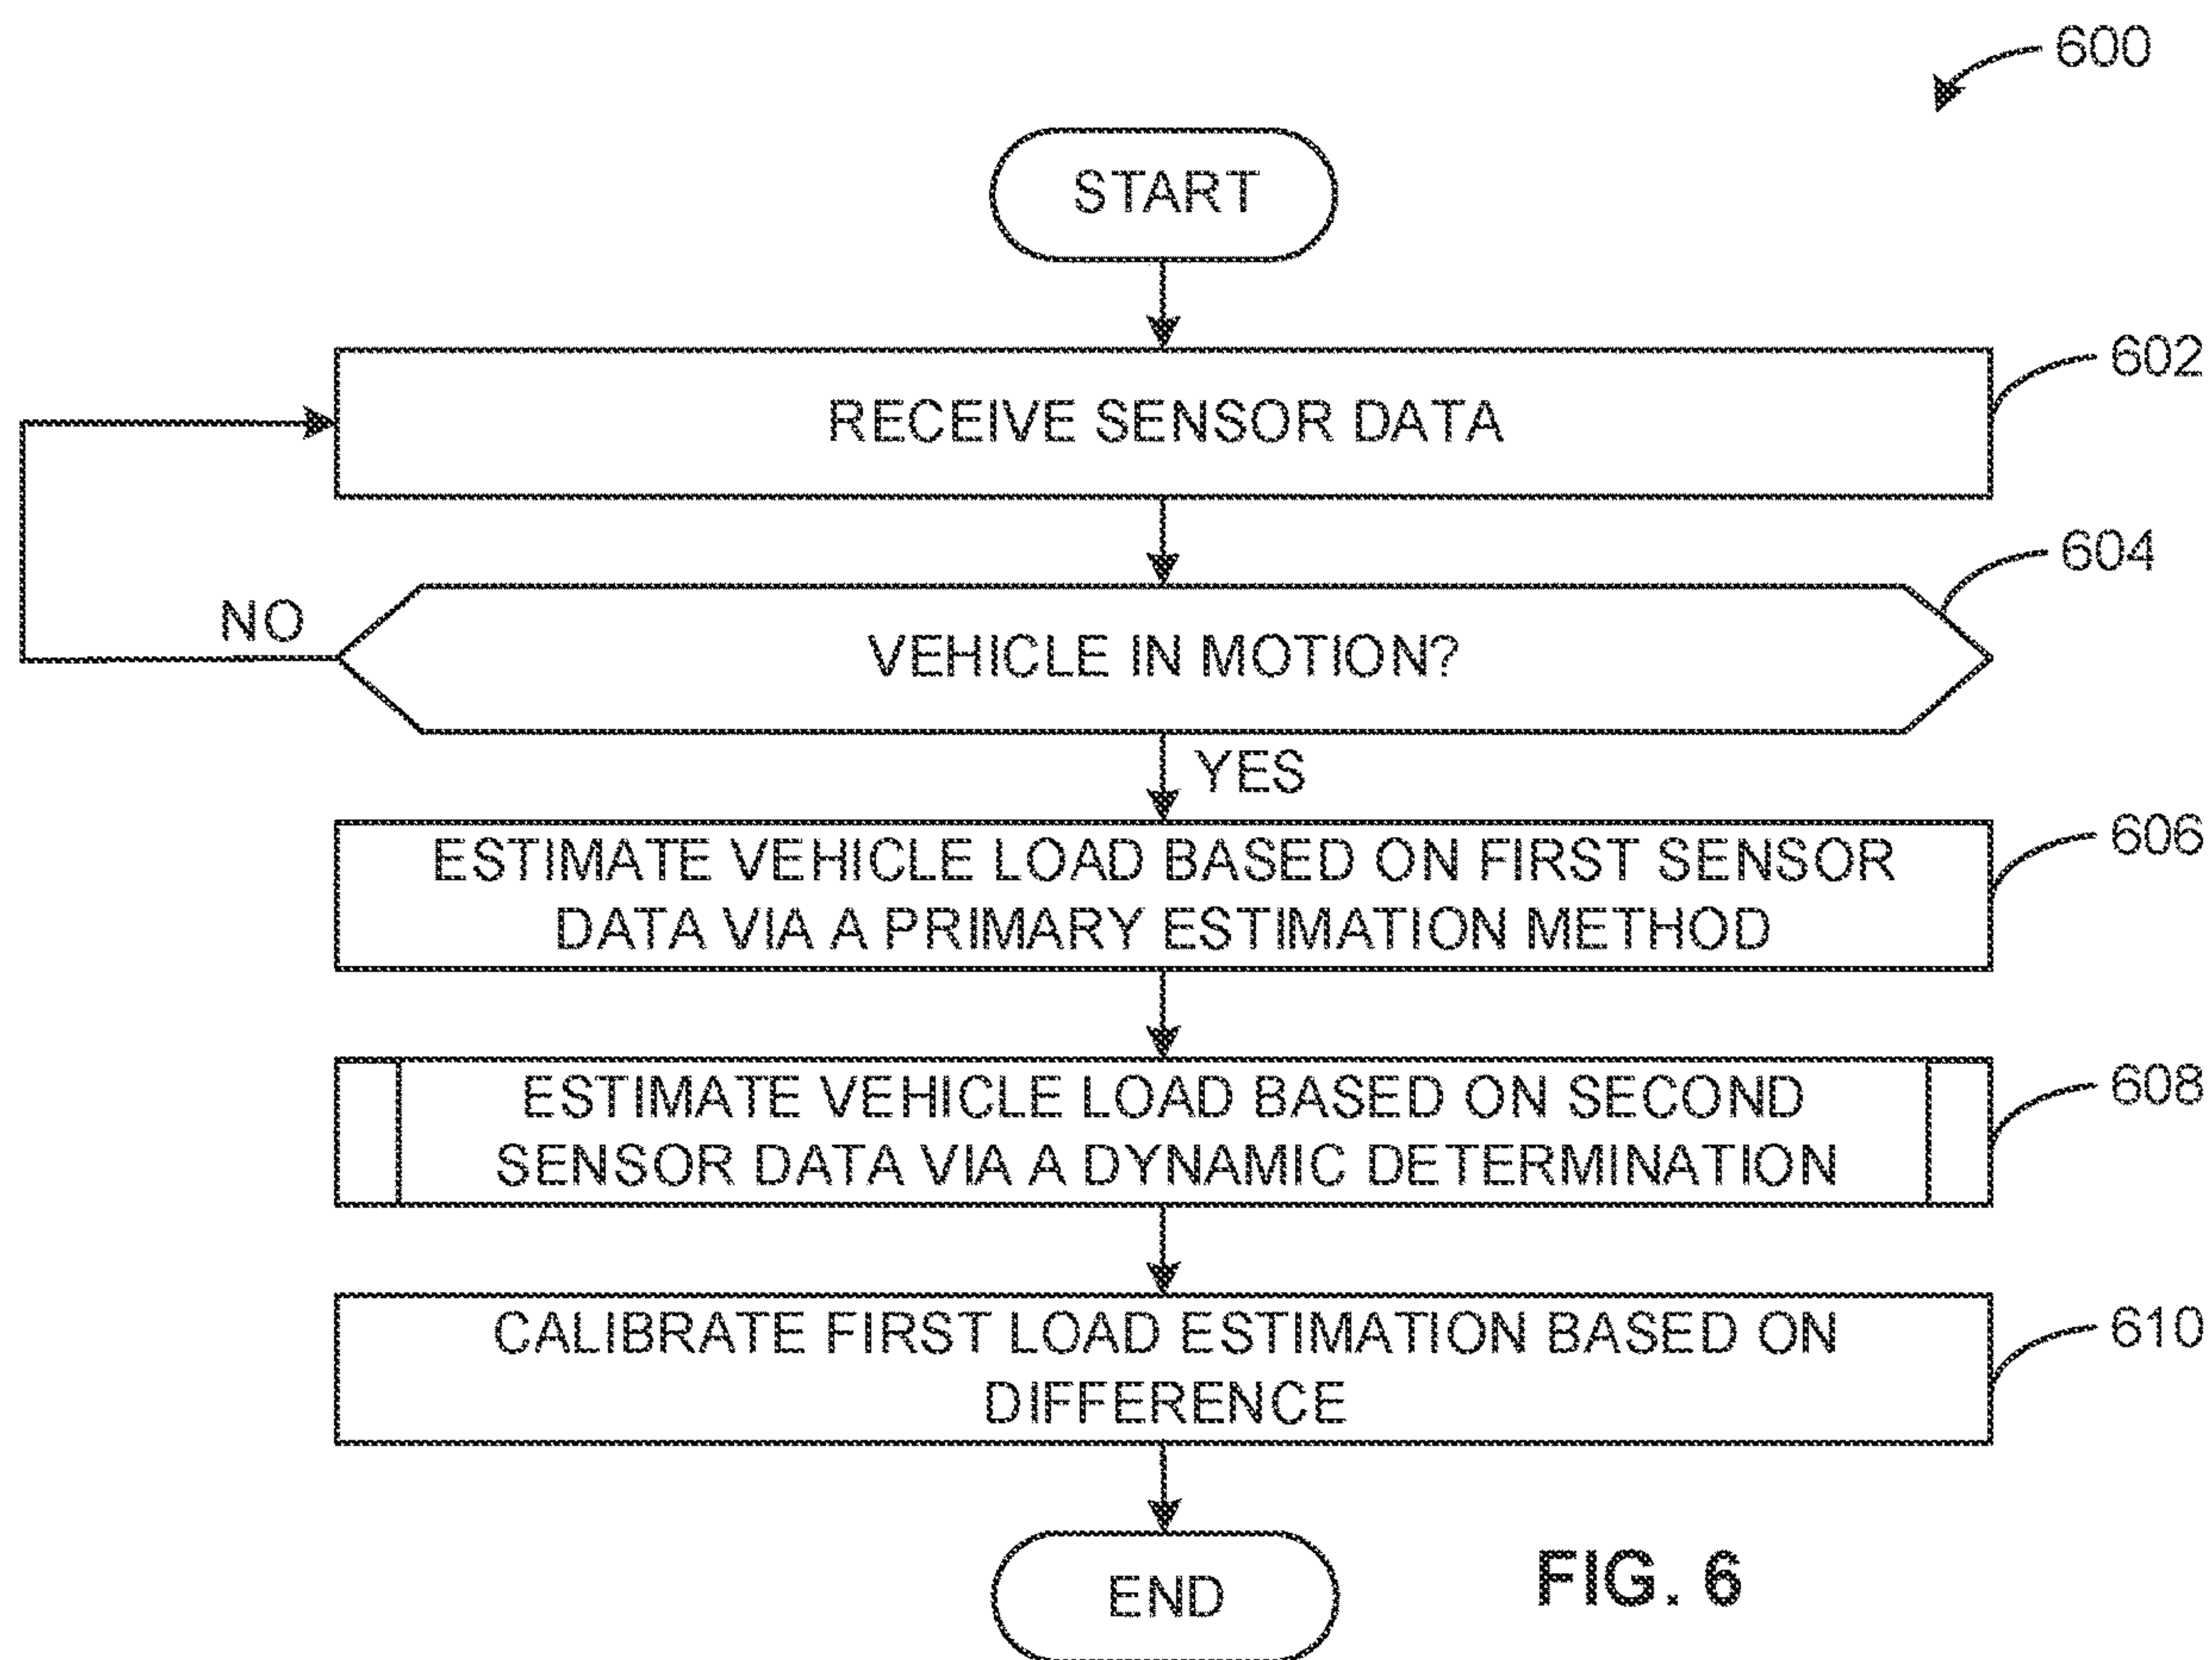 600
START
602
RECEIVE SENSOR DATA
604
NO
VEHICLE IN MOTION?
YES
606
ESTIMATE VEHICLE LOAD BASED ON FIRST SENSOR
DATA VIA A PRIMARY ESTIMATION METHOD
608
ESTIMATE VEHICLE LOAD BASED ON SECOND
SENSOR DATA VIA A DYNAMIC DETERMINATION
610
CALIBRATE FIRST LOAD ESTIMATION BASED ON
DIFFERENCE
END
FIG. 6